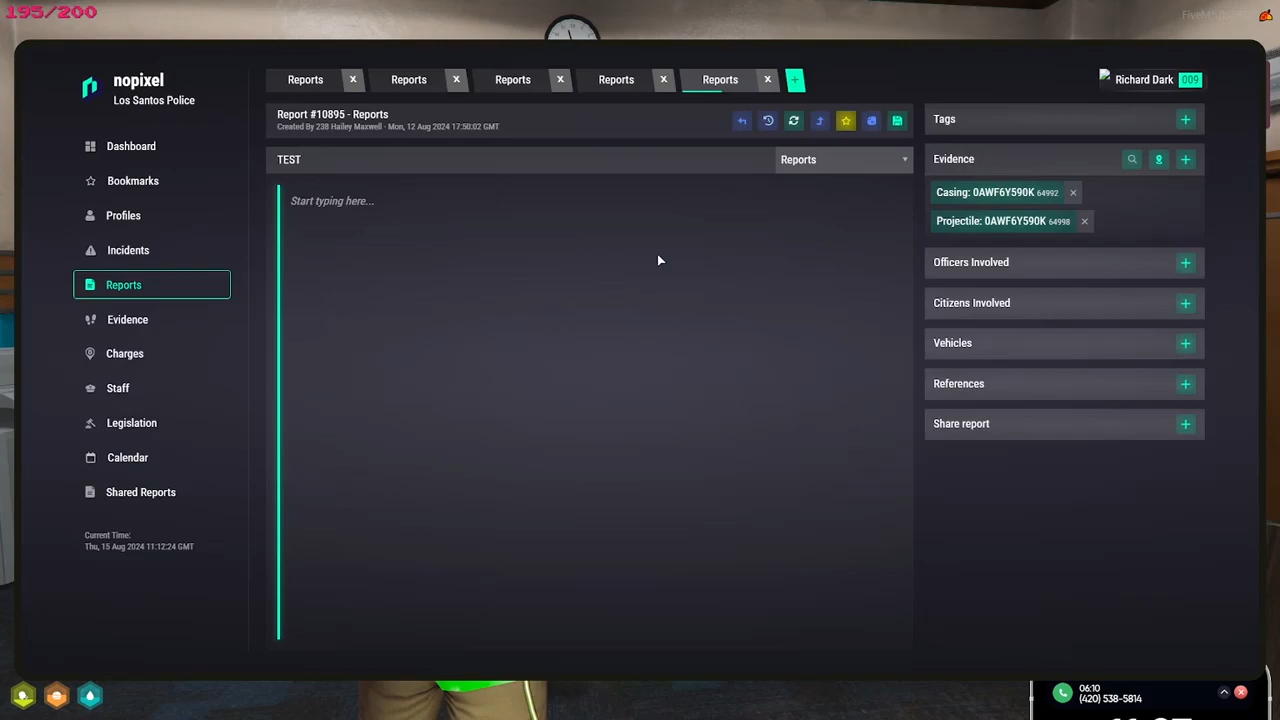 195/200
nopixel
Los Santos Police
Reports x
Reports x
Reports x
Reports x
Reports x
+
Richard Dark 009
Report #10895 - Reports
Created By 238 Hailey Maxwell - Mon, 12 Aug 2024 17:50:02 GMT
TEST
Reports
Start typing here...
Dashboard
Bookmarks
Profiles
Incidents
Reports
Evidence
Charges
Staff
Legislation
Calendar
Shared Reports
Current Time:
Thu, 15 Aug 2024 11:12:24 GMT
Tags
Evidence
Casing: 0AWF6Y590K 64992 ×
Projectile: 0AWF6Y590K 64998 ×
Officers Involved
Citizens Involved
Vehicles
References
Share report
06:10
(420) 538-5814